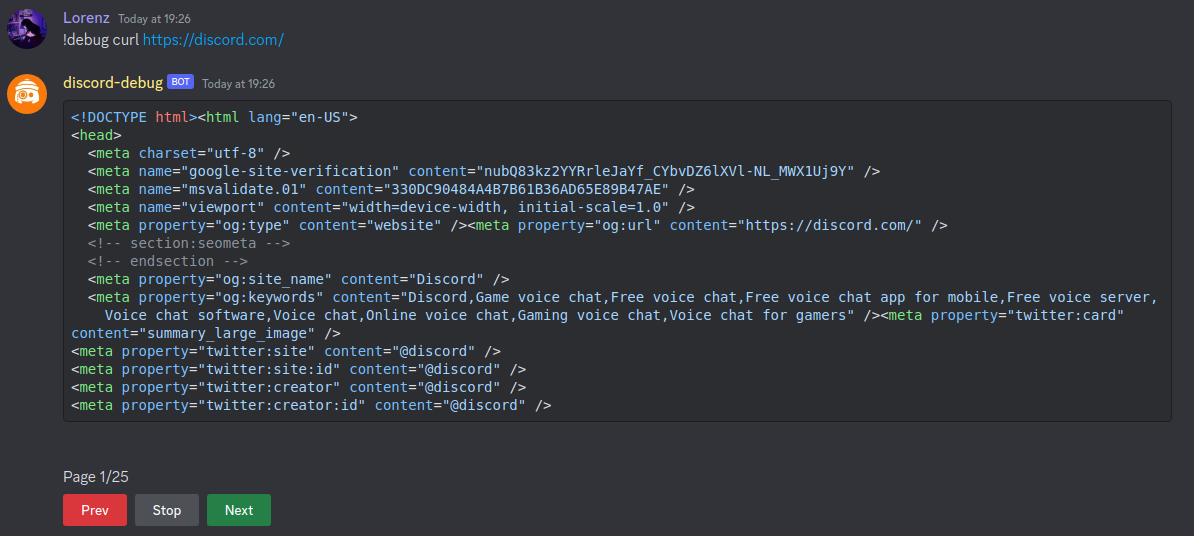 Lorenz Today at 19:26
!debug curl https://discord.com/
discord-debug BOT Today at 19:26
<!DOCTYPE html><html lang="en-US">
<head>
  <meta charset="utf-8" />
  <meta name="google-site-verification" content="nubQ83kz2YYRrleJaYf_CYbvDZ6lXVl-NL_MWX1Uj9Y" />
  <meta name="msvalidate.01" content="330DC90484A4B7B61B36AD65E89B47AE" />
  <meta name="viewport" content="width=device-width, initial-scale=1.0" />
  <meta property="og:type" content="website" /><meta property="og:url" content="https://discord.com/" />
  <!-- section:seometa -->
  <!-- endsection -->
  <meta property="og:site_name" content="Discord" />
  <meta property="og:keywords" content="Discord,Game voice chat,Free voice chat,Free voice chat app for mobile,Free voice server,
    Voice chat software,Voice chat,Online voice chat,Gaming voice chat,Voice chat for gamers" /><meta property="twitter:card"
content="summary_large_image" />
<meta property="twitter:site" content="@discord" />
<meta property="twitter:site:id" content="@discord" />
<meta property="twitter:creator" content="@discord" />
<meta property="twitter:creator:id" content="@discord" />
Page 1/25
Prev Stop Next